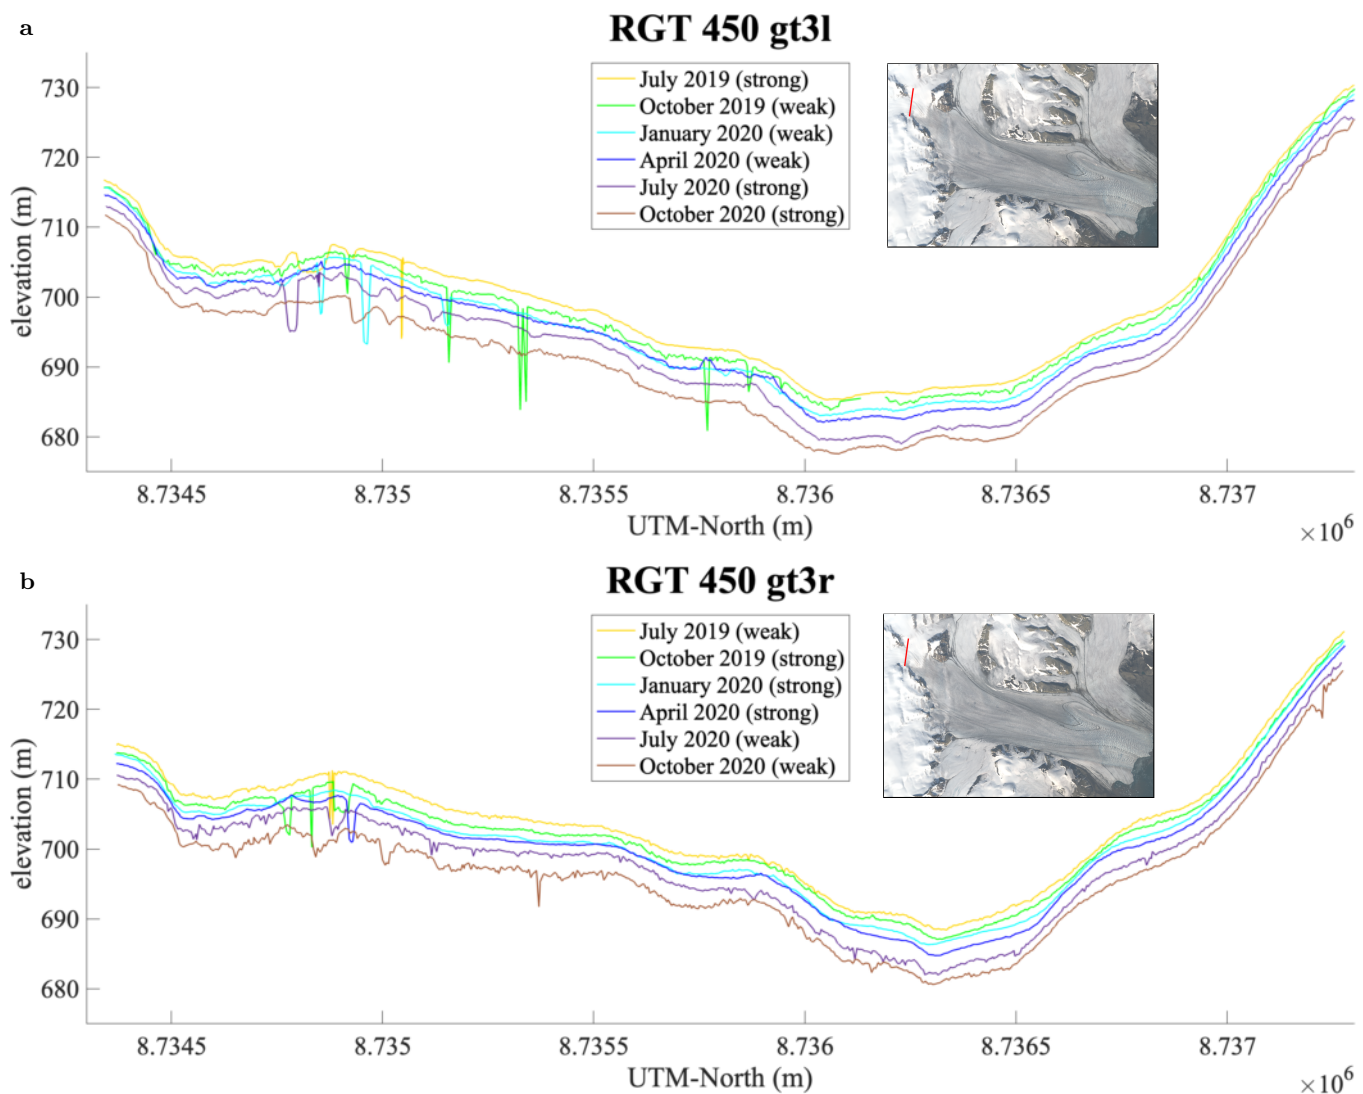 a
RGT 450 gt3l
730
720
710
700
690
680
elevation (m)
July 2019 (strong)
October 2019 (weak)
January 2020 (weak)
April 2020 (weak)
July 2020 (strong)
October 2020 (strong)
8.7345
8.735
8.7355
8.736
8.7365
8.737
UTM-North (m)
×10⁶
b
RGT 450 gt3r
730
720
710
700
690
680
elevation (m)
July 2019 (weak)
October 2019 (strong)
January 2020 (strong)
April 2020 (strong)
July 2020 (weak)
October 2020 (weak)
8.7345
8.735
8.7355
8.736
8.7365
8.737
UTM-North (m)
×10⁶